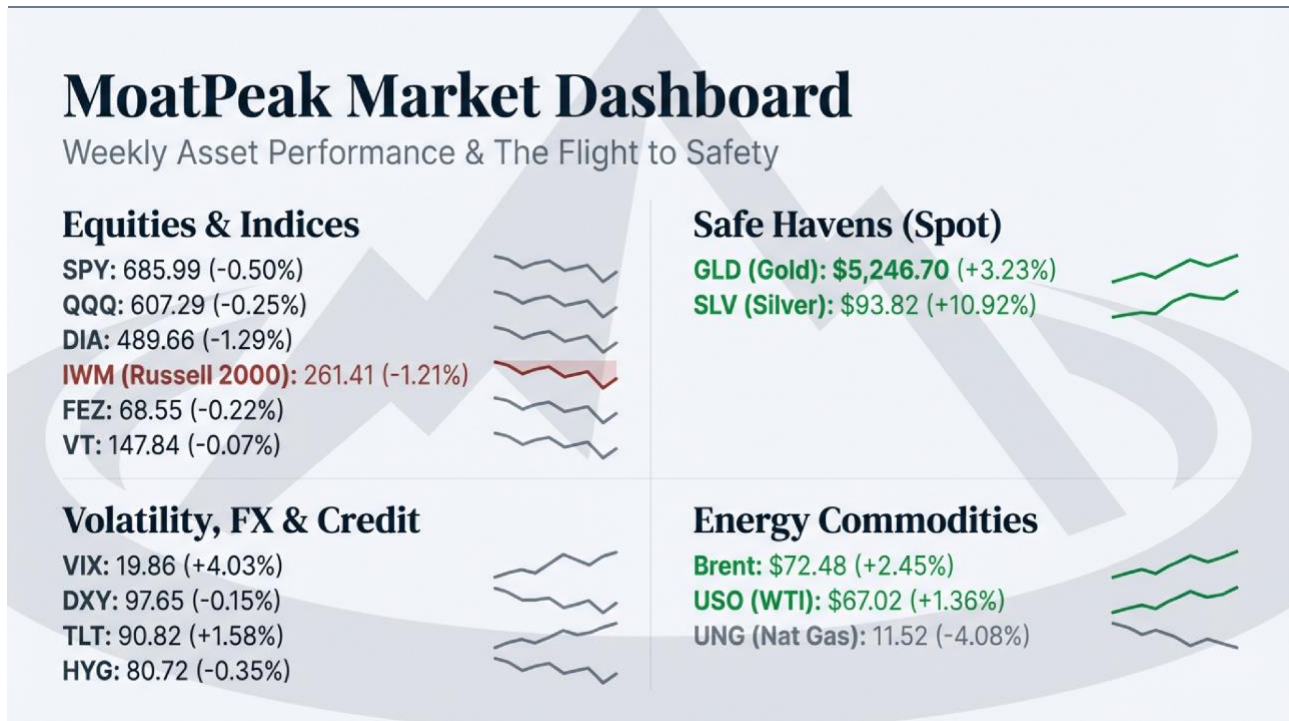 MoatPeak Market Dashboard
Weekly Asset Performance & The Flight to Safety
Equities & Indices
SPY: 685.99 (-0.50%)
QQQ: 607.29 (-0.25%)
DIA: 489.66 (-1.29%)
IWM (Russell 2000): 261.41 (-1.21%)
FEZ: 68.55 (-0.22%)
VT: 147.84 (-0.07%)
Safe Havens (Spot)
GLD (Gold): $5,246.70 (+3.23%)
SLV (Silver): $93.82 (+10.92%)
Volatility, FX & Credit
VIX: 19.86 (+4.03%)
DXY: 97.65 (-0.15%)
TLT: 90.82 (+1.58%)
HYG: 80.72 (-0.35%)
Energy Commodities
Brent: $72.48 (+2.45%)
USO (WTI): $67.02 (+1.36%)
UNG (Nat Gas): 11.52 (-4.08%)